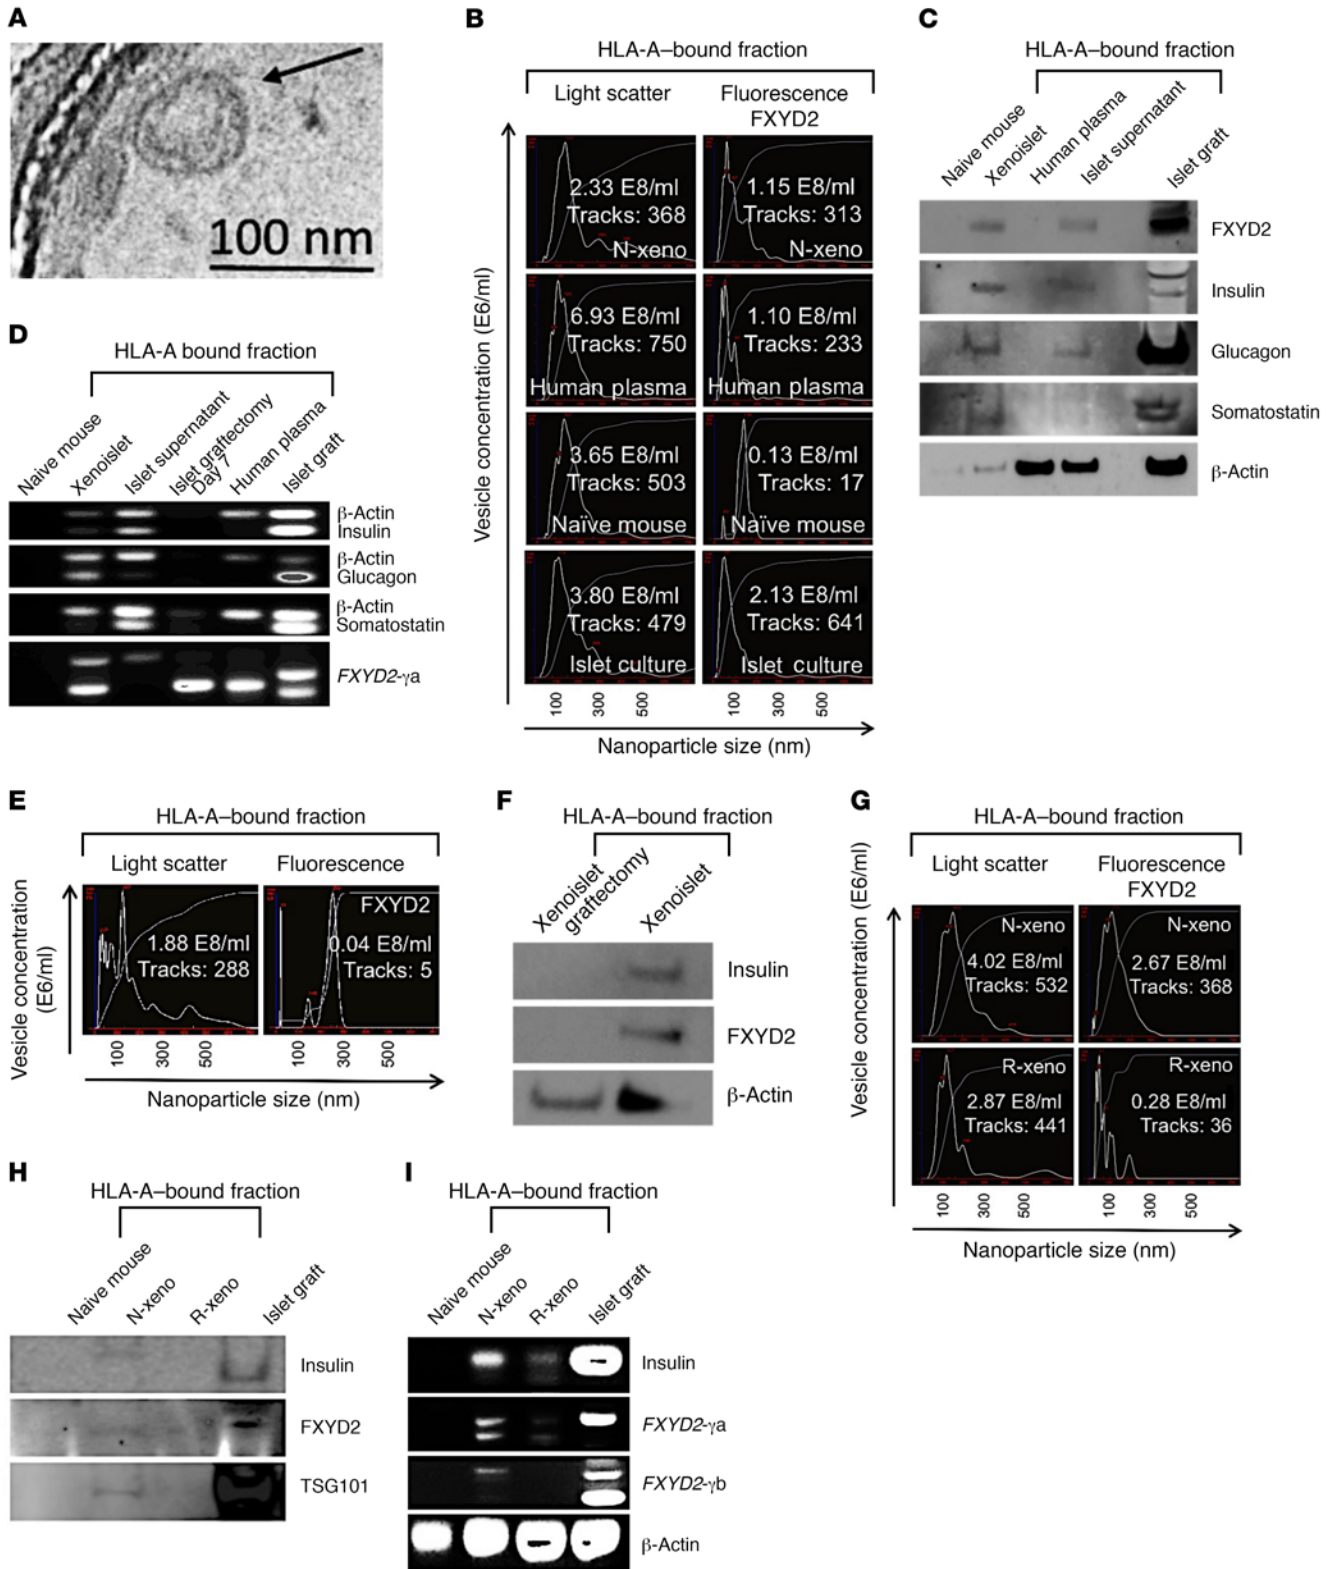 A
100 nm
B
HLA-A–bound fraction
Light scatter
Fluorescence
FXYD2
Vesicle concentration (E6/ml)
2.33 E8/ml
Tracks: 368
N-xeno
1.15 E8/ml
Tracks: 313
N-xeno
6.93 E8/ml
Tracks: 750
Human plasma
1.10 E8/ml
Tracks: 233
Human plasma
3.65 E8/ml
Tracks: 503
Naïve mouse
0.13 E8/ml
Tracks: 17
Naïve mouse
3.80 E8/ml
Tracks: 479
Islet culture
2.13 E8/ml
Tracks: 641
Islet culture
100 300 500 100 300 500
Nanoparticle size (nm)
C
HLA-A–bound fraction
Naive mouse
Xenoislet
Human plasma
Islet supernatant
Islet graft
FXYD2
Insulin
Glucagon
Somatostatin
β-Actin
D
HLA-A bound fraction
Naive mouse
Xenoislet
Islet supernatant
Islet graftectomy
Day 7
Human plasma
Islet graft
β-Actin
Insulin
β-Actin
Glucagon
β-Actin
Somatostatin
FXYD2-γa
E
HLA-A–bound fraction
Light scatter
Fluorescence
Vesicle concentration
(E6/ml)
1.88 E8/ml
Tracks: 288
FXYD2
0.04 E8/ml
Tracks: 5
100 300 500 100 300 500
Nanoparticle size (nm)
F
HLA-A–bound fraction
Xenoislet
graftectomy
Xenoislet
Insulin
FXYD2
β-Actin
G
HLA-A–bound fraction
Light scatter
Fluorescence
FXYD2
Vesicle concentration (E6/ml)
N-xeno
4.02 E8/ml
Tracks: 532
N-xeno
2.67 E8/ml
Tracks: 368
R-xeno
2.87 E8/ml
Tracks: 441
R-xeno
0.28 E8/ml
Tracks: 36
100 300 500 100 300 500
Nanoparticle size (nm)
H
HLA-A–bound fraction
Naive mouse
N-xeno
R-xeno
Islet graft
Insulin
FXYD2
TSG101
I
HLA-A–bound fraction
Naive mouse
N-xeno
R-xeno
Islet graft
Insulin
FXYD2-γa
FXYD2-γb
β-Actin